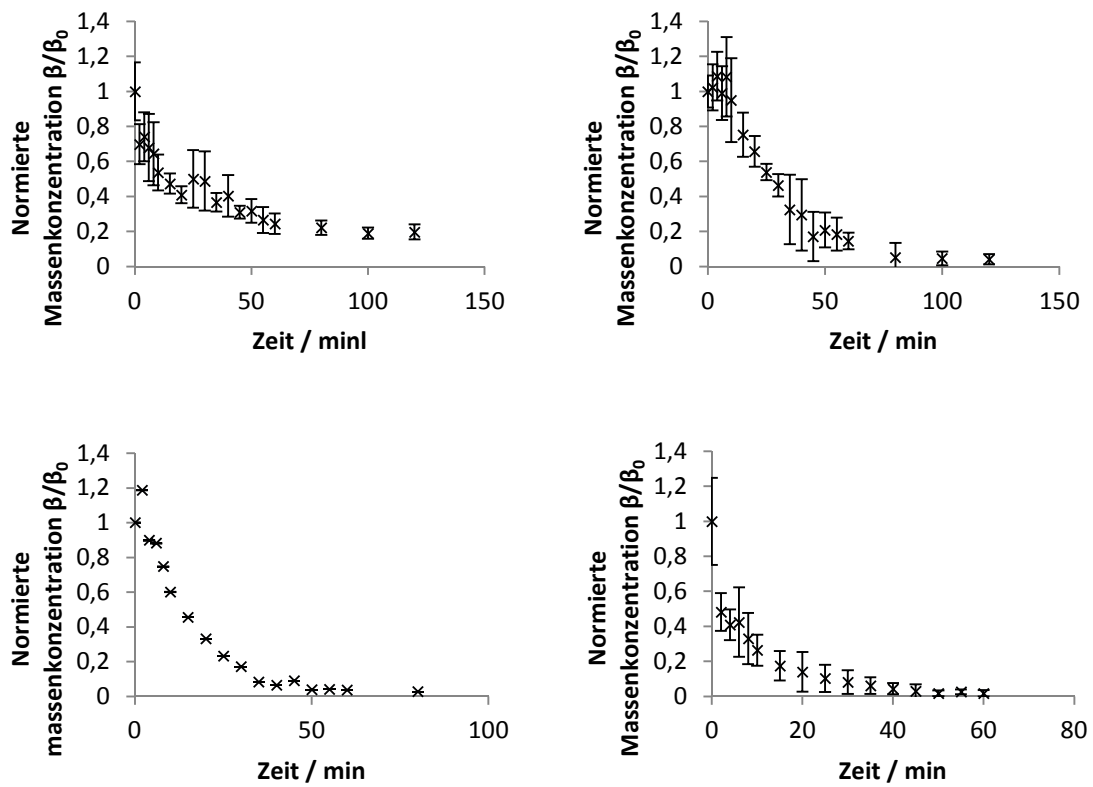 Normierte
Massenkonzentration β/β₀
1,4
1,2
1
0,8
0,6
0,4
0,2
0
0 50 100 150
Zeit / minl
Normierte
Massenkonzentration β/β₀
1,4
1,2
1
0,8
0,6
0,4
0,2
0
0 50 100 150
Zeit / min
Normierte
massenkonzentration β/β₀
1,4
1,2
1
0,8
0,6
0,4
0,2
0
0 50 100
Zeit / min
Normierte
Massenkonzentration β/β₀
1,4
1,2
1
0,8
0,6
0,4
0,2
0
0 20 40 60 80
Zeit / min